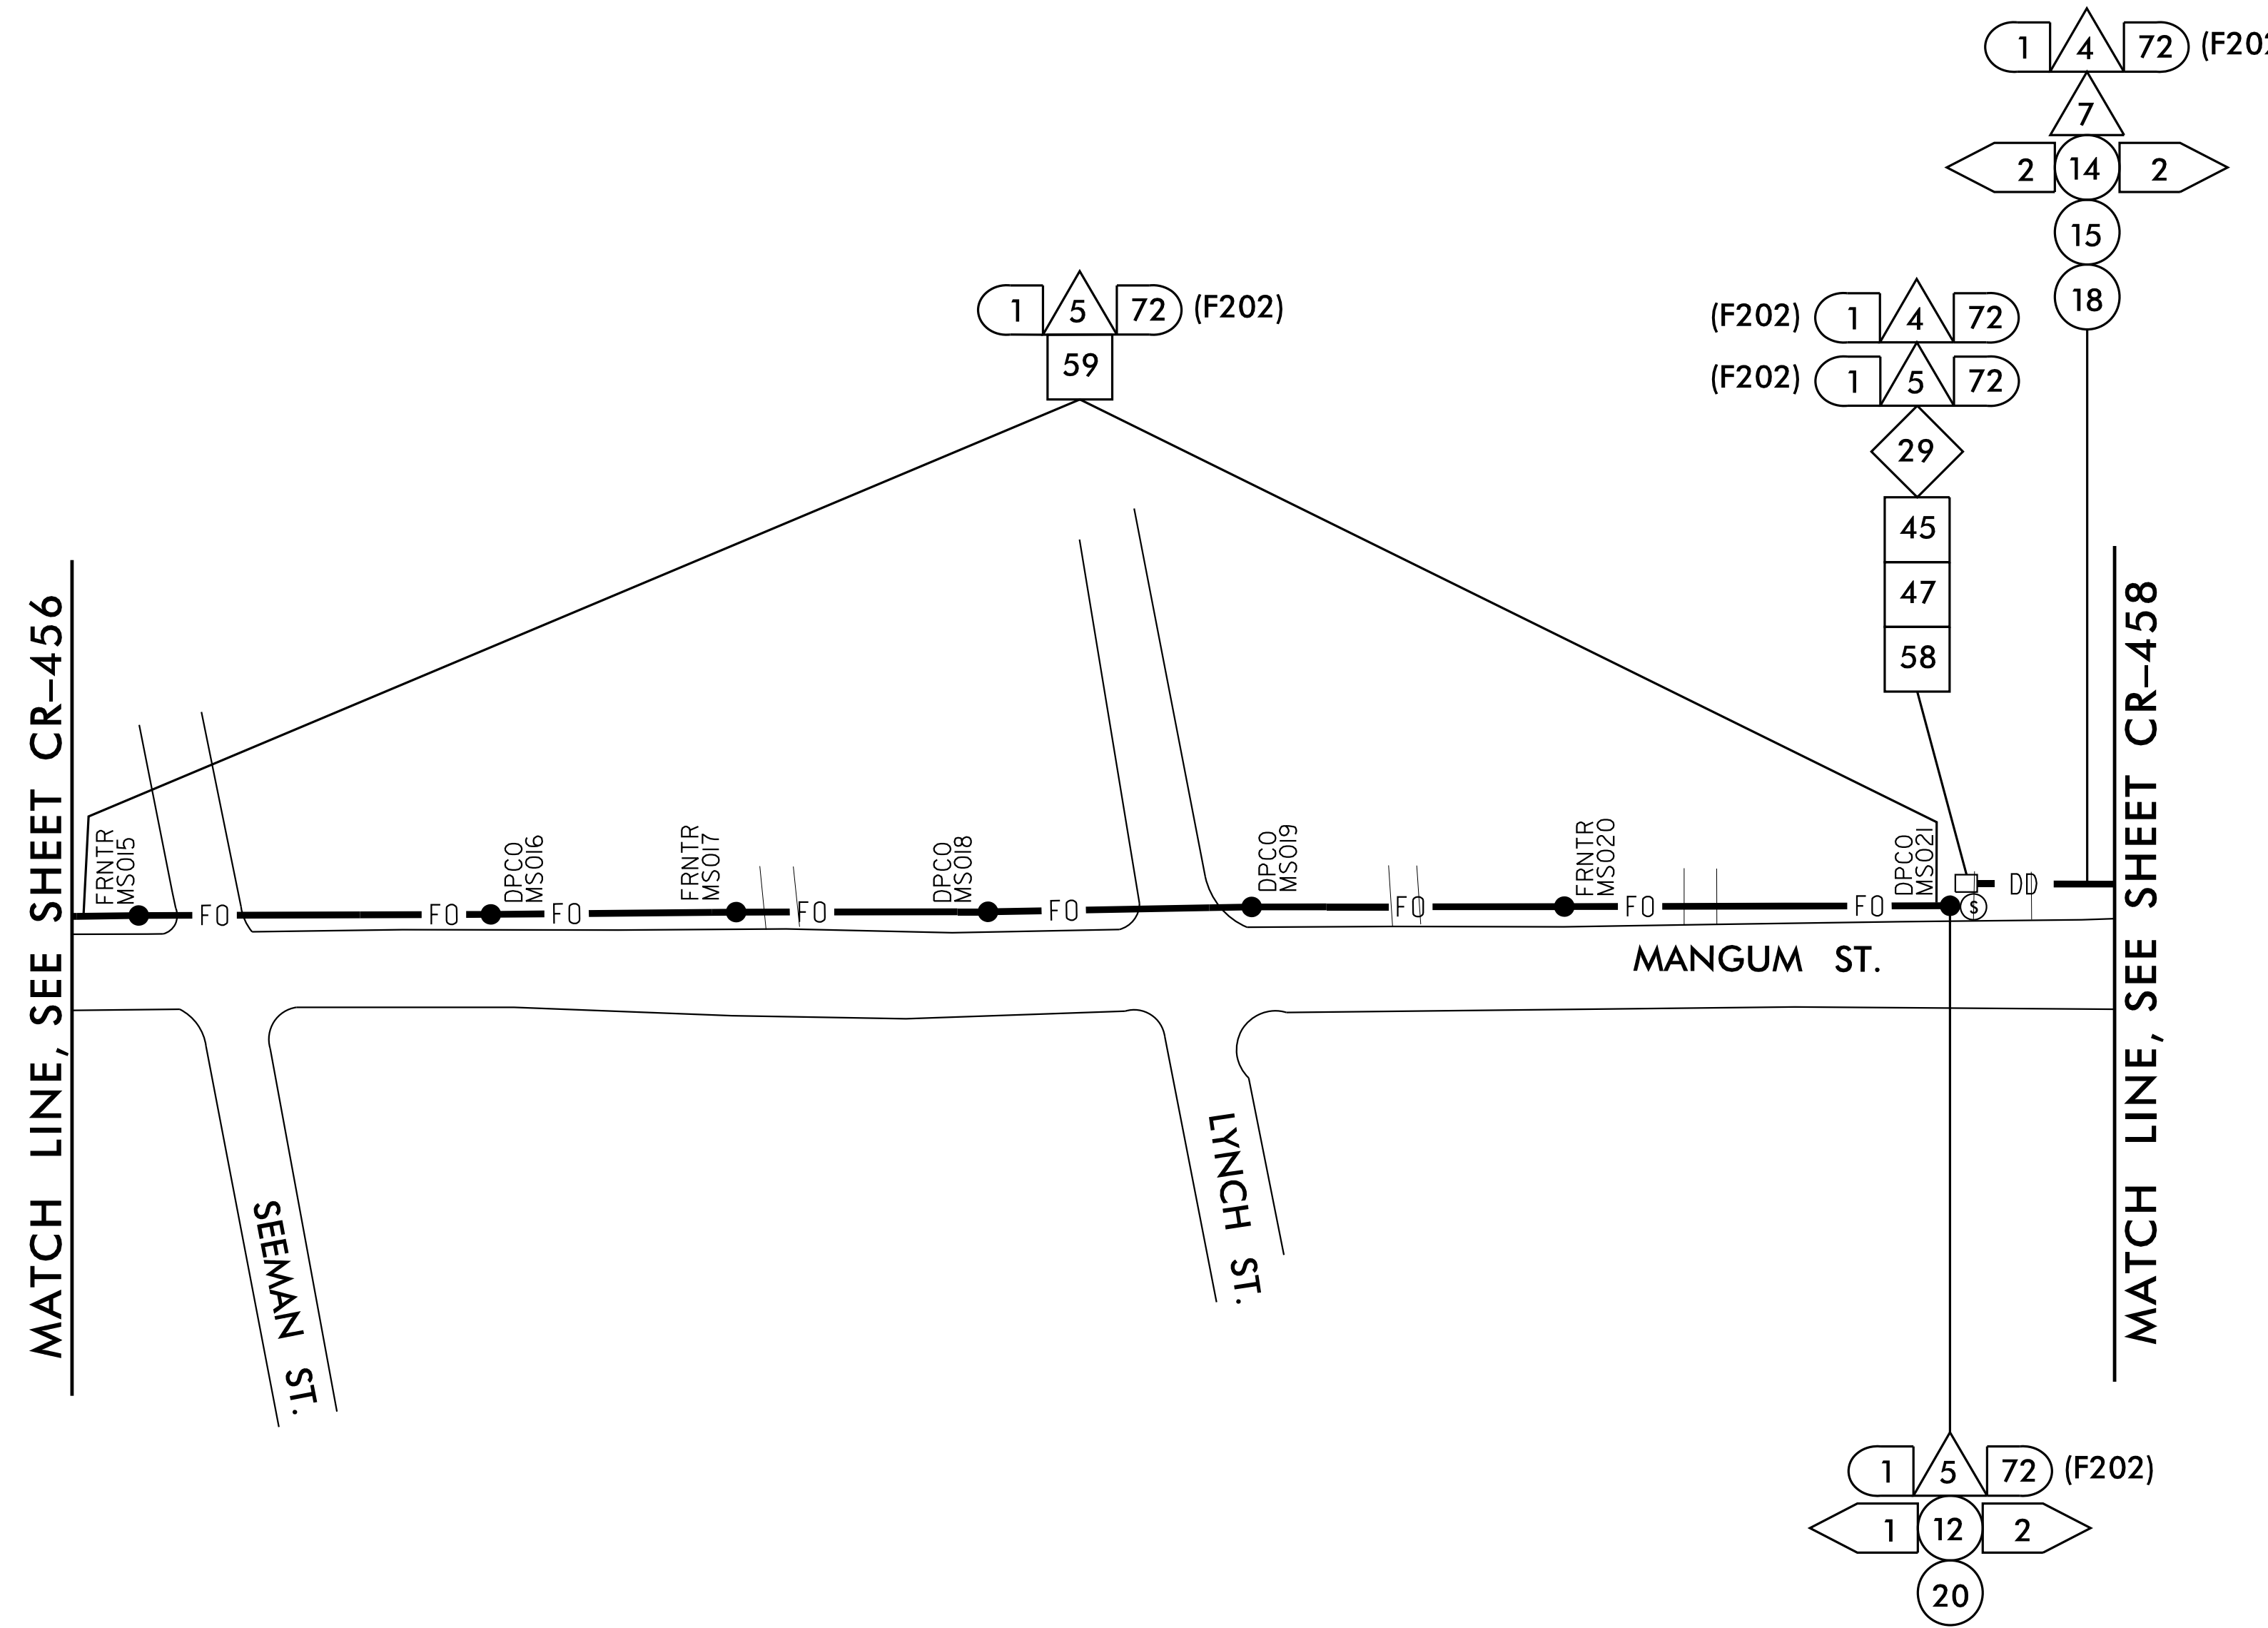 1 4 72 (F202
7
2 14 2
15
18
1 5 72 (F202)
59
(F202) 1 4 72
(F202) 1 5 72
29
45
47
58
MATCH LINE, SEE SHEET CR-456
MATCH LINE, SEE SHEET CR-458
FRNTR
MS015
DPCO
MS016
FRNTR
MS017
DPCO
MS018
DPCO
MS019
FRNTR
MS020
DPCO
MS021
FO FO FO FO FO FO FO FO DD
S
MANGUM ST.
LYNCH ST.
SEEMAN ST.
1 5 72 (F202)
1 12 2
20